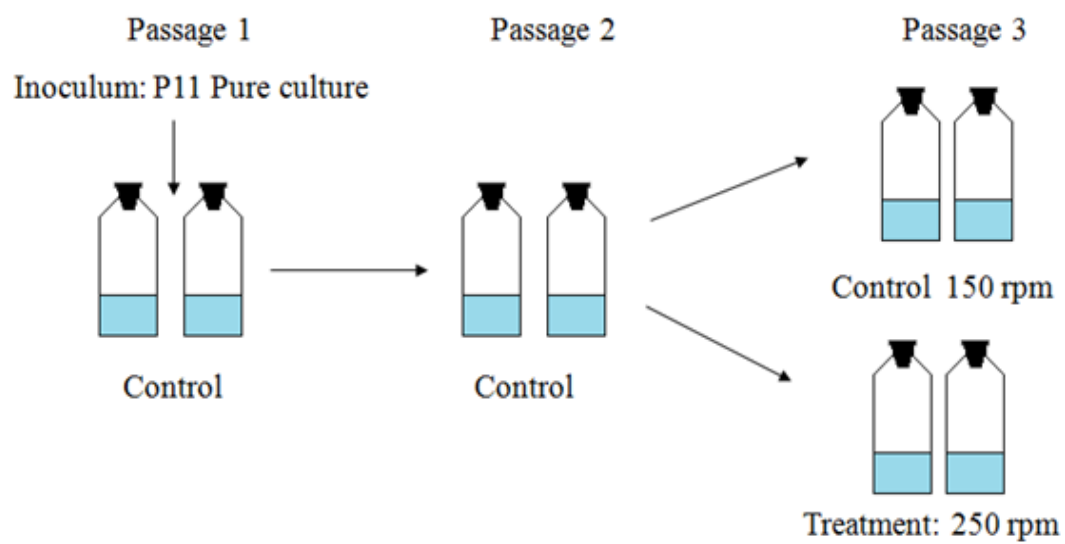 Passage 1
Passage 2
Passage 3
Inoculum: P11 Pure culture
Control
Control
Control 150 rpm
Treatment: 250 rpm